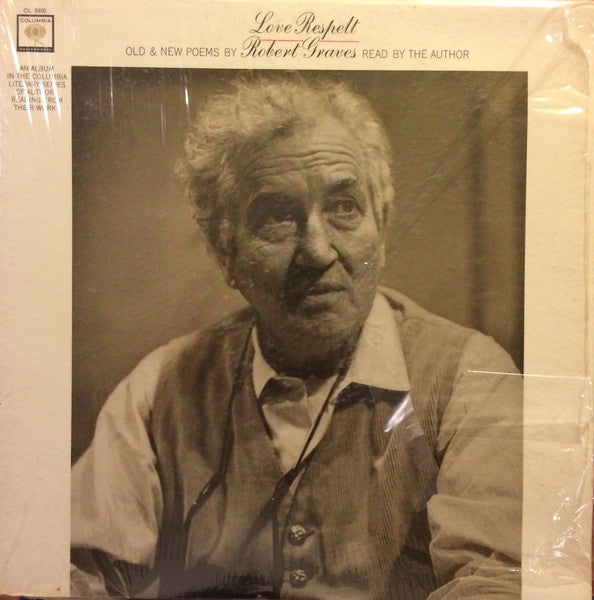 OL 6400
COLUMBIA
MASTERWORKS
AN ALBUM
IN THE COLUMBIA
LITERARY SERIES
OF AUTHORS
READING FROM
THEIR WORKS
Love Respelt
OLD & NEW POEMS BY Robert Graves READ BY THE AUTHOR